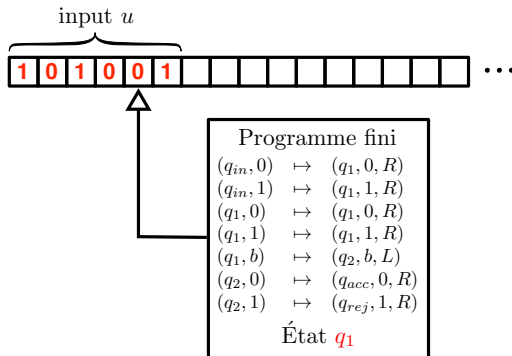 input u
1 0 1 0 0 1 ...
Programme fini
(q_in, 0) ↦ (q_1, 0, R)
(q_in, 1) ↦ (q_1, 1, R)
(q_1, 0) ↦ (q_1, 0, R)
(q_1, 1) ↦ (q_1, 1, R)
(q_1, b) ↦ (q_2, b, L)
(q_2, 0) ↦ (q_acc, 0, R)
(q_2, 1) ↦ (q_rej, 1, R)
État q_1